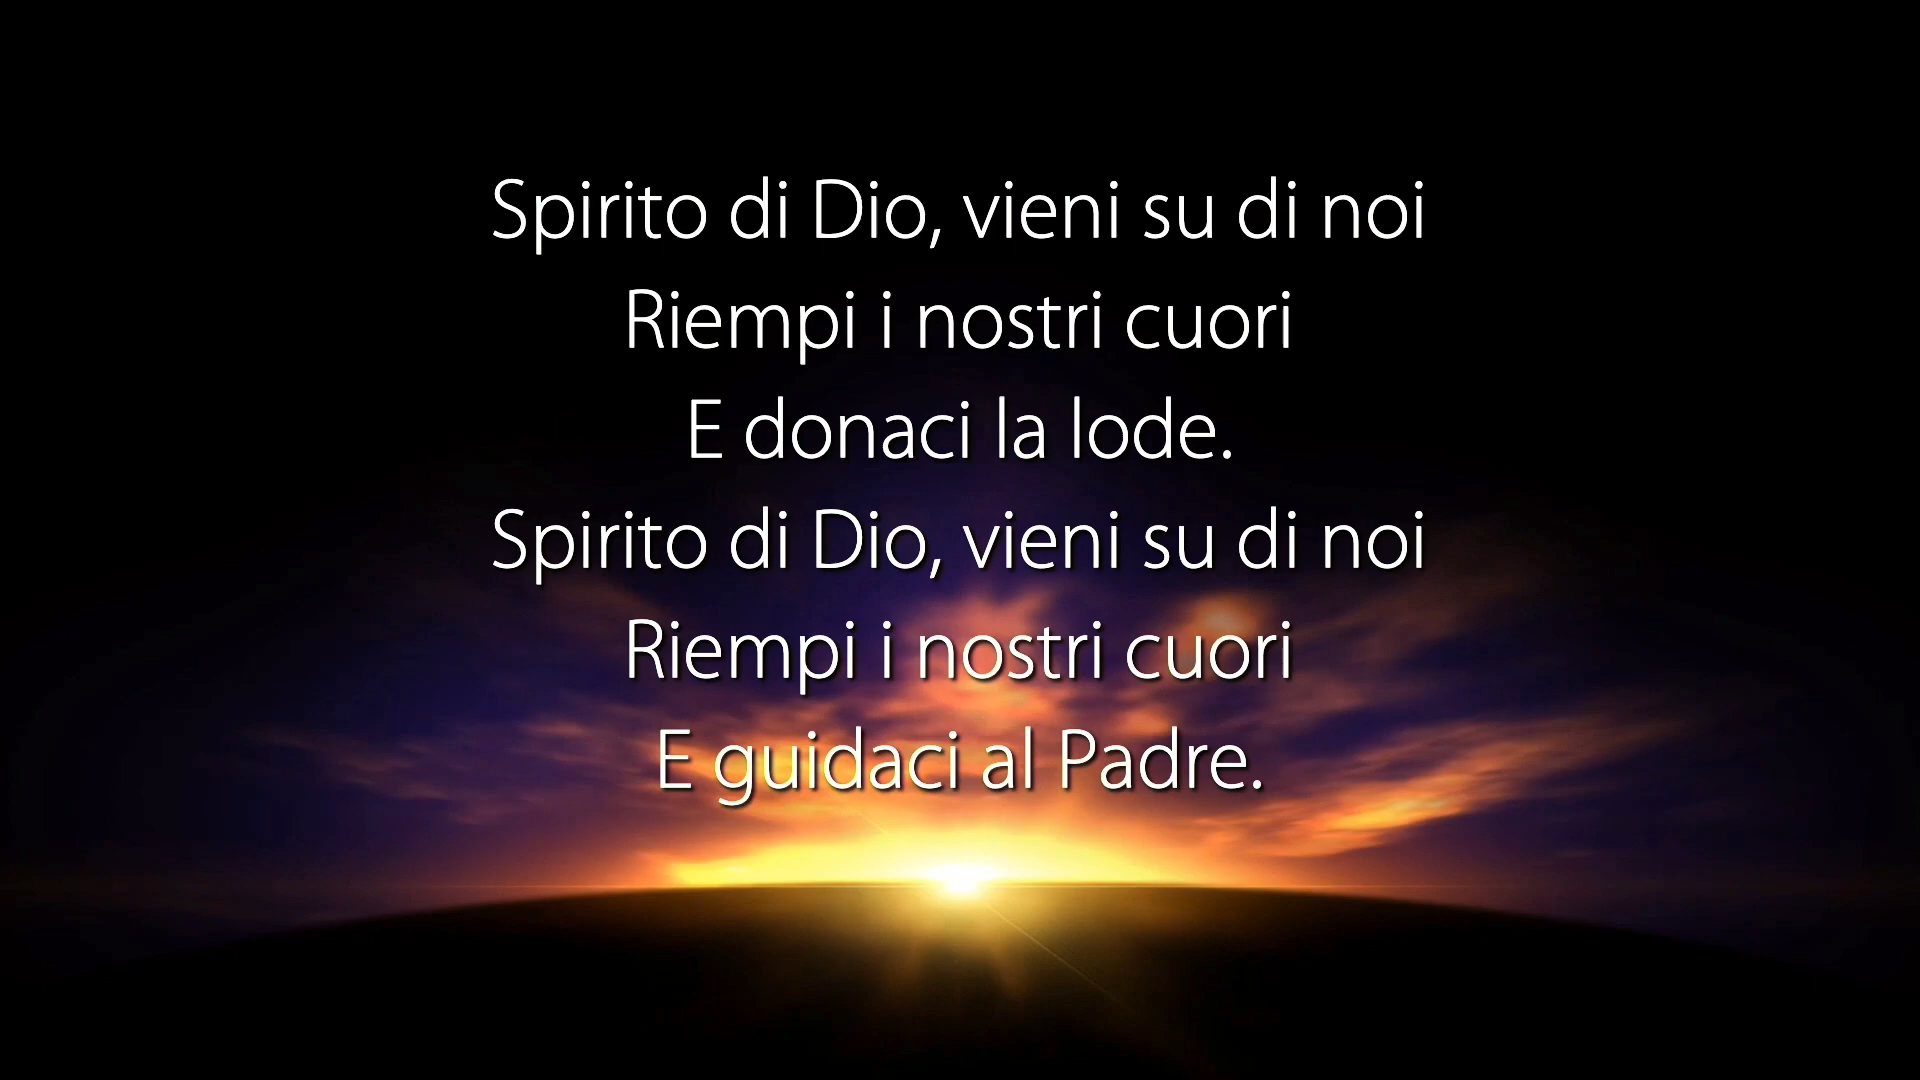 Spirito di Dio, vieni su di noi
Riempi i nostri cuori
E donaci la lode.
Spirito di Dio, vieni su di noi
Riempi i nostri cuori
E guidaci al Padre.